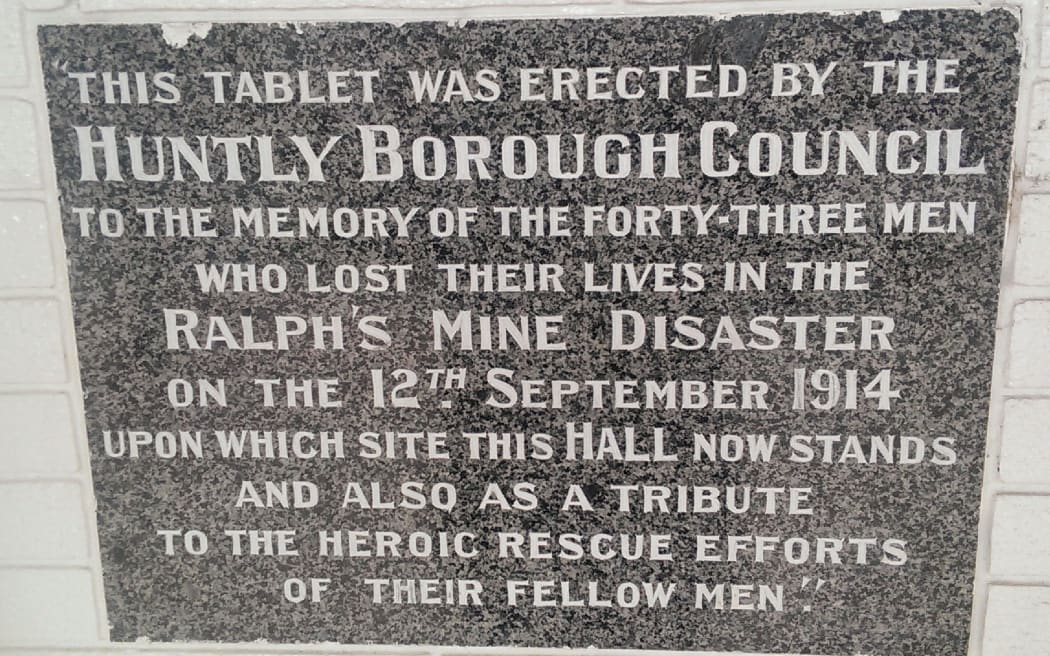 "THIS TABLET WAS ERECTED BY THE
HUNTLY BOROUGH COUNCIL
TO THE MEMORY OF THE FORTY-THREE MEN
WHO LOST THEIR LIVES IN THE
RALPH'S MINE DISASTER
ON THE 12TH. SEPTEMBER 1914
UPON WHICH SITE THIS HALL NOW STANDS
AND ALSO AS A TRIBUTE
TO THE HEROIC RESCUE EFFORTS
OF THEIR FELLOW MEN."